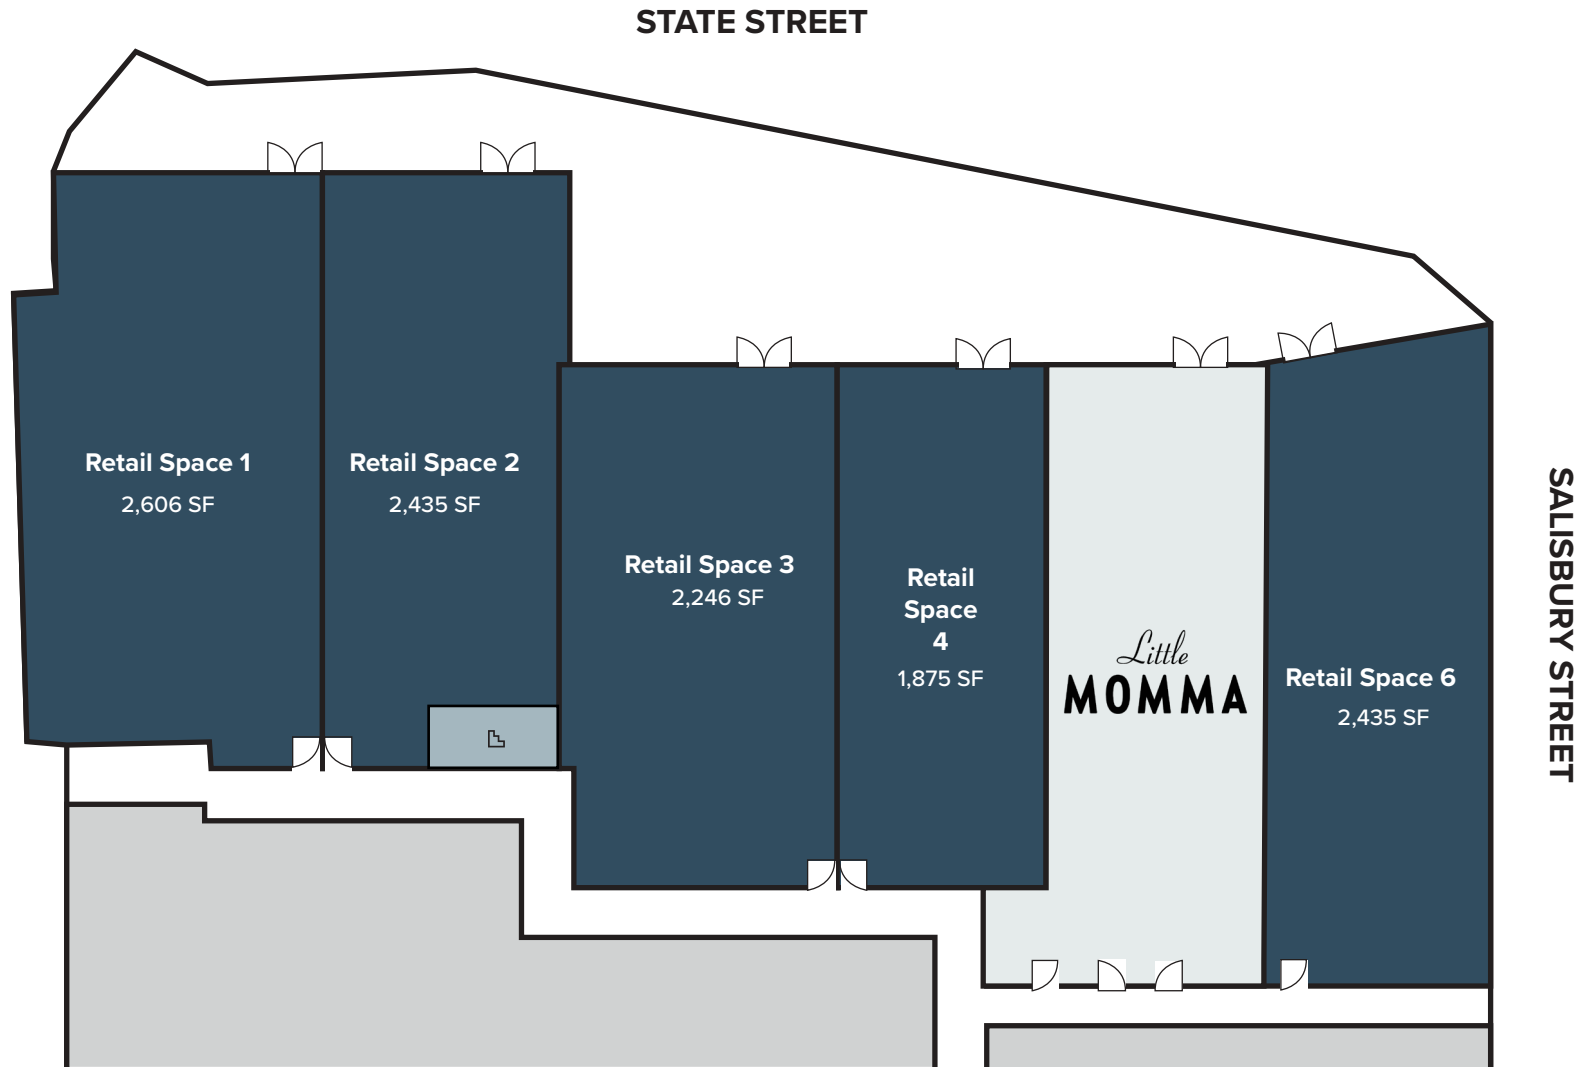 STATE STREET
Retail Space 1
2,606 SF
Retail Space 2
2,435 SF
Retail Space 3
2,246 SF
Retail
Space
4
1,875 SF
Little
MOMMA
Retail Space 6
2,435 SF
SALISBURY STREET